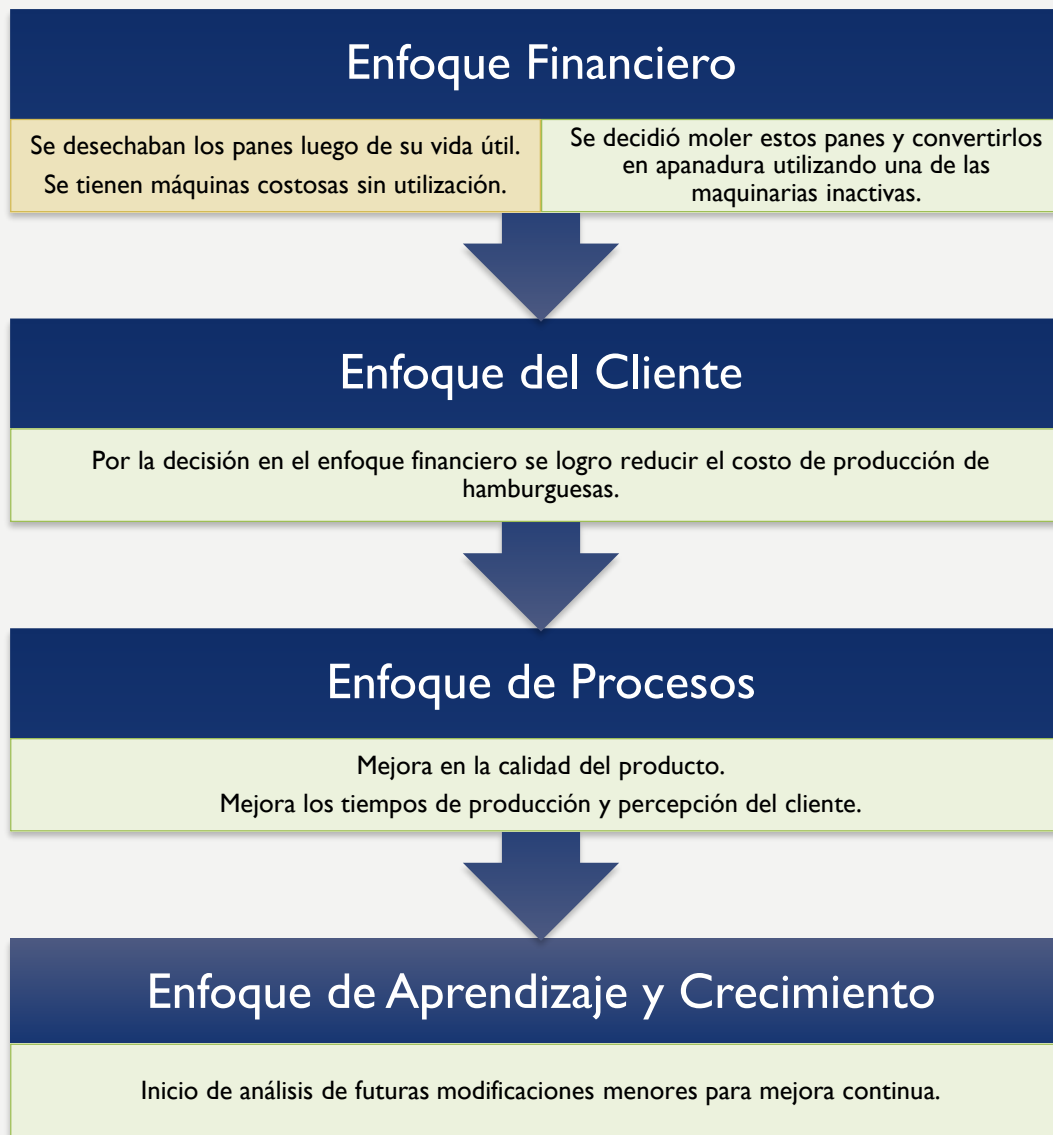 Enfoque Financiero
Se desechaban los panes luego de su vida útil.
Se tienen máquinas costosas sin utilización.
Se decidió moler estos panes y convertirlos
en apanadura utilizando una de las
maquinarias inactivas.
Enfoque del Cliente
Por la decisión en el enfoque financiero se logro reducir el costo de producción de
hamburguesas.
Enfoque de Procesos
Mejora en la calidad del producto.
Mejora los tiempos de producción y percepción del cliente.
Enfoque de Aprendizaje y Crecimiento
Inicio de análisis de futuras modificaciones menores para mejora continua.